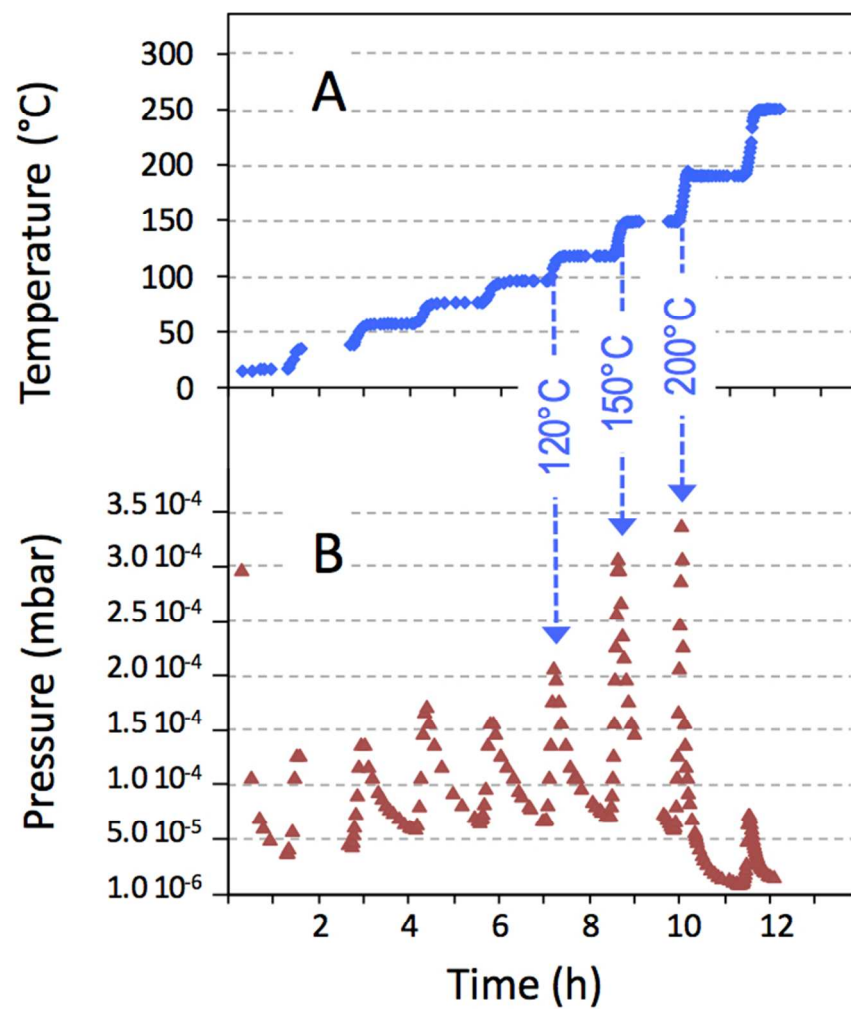 A
Temperature (°C)
300
250
200
150
100
50
0
120°C
150°C
200°C
B
Pressure (mbar)
3.5 10⁻⁴
3.0 10⁻⁴
2.5 10⁻⁴
2.0 10⁻⁴
1.5 10⁻⁴
1.0 10⁻⁴
5.0 10⁻⁵
1.0 10⁻⁶
2 4 6 8 10 12
Time (h)